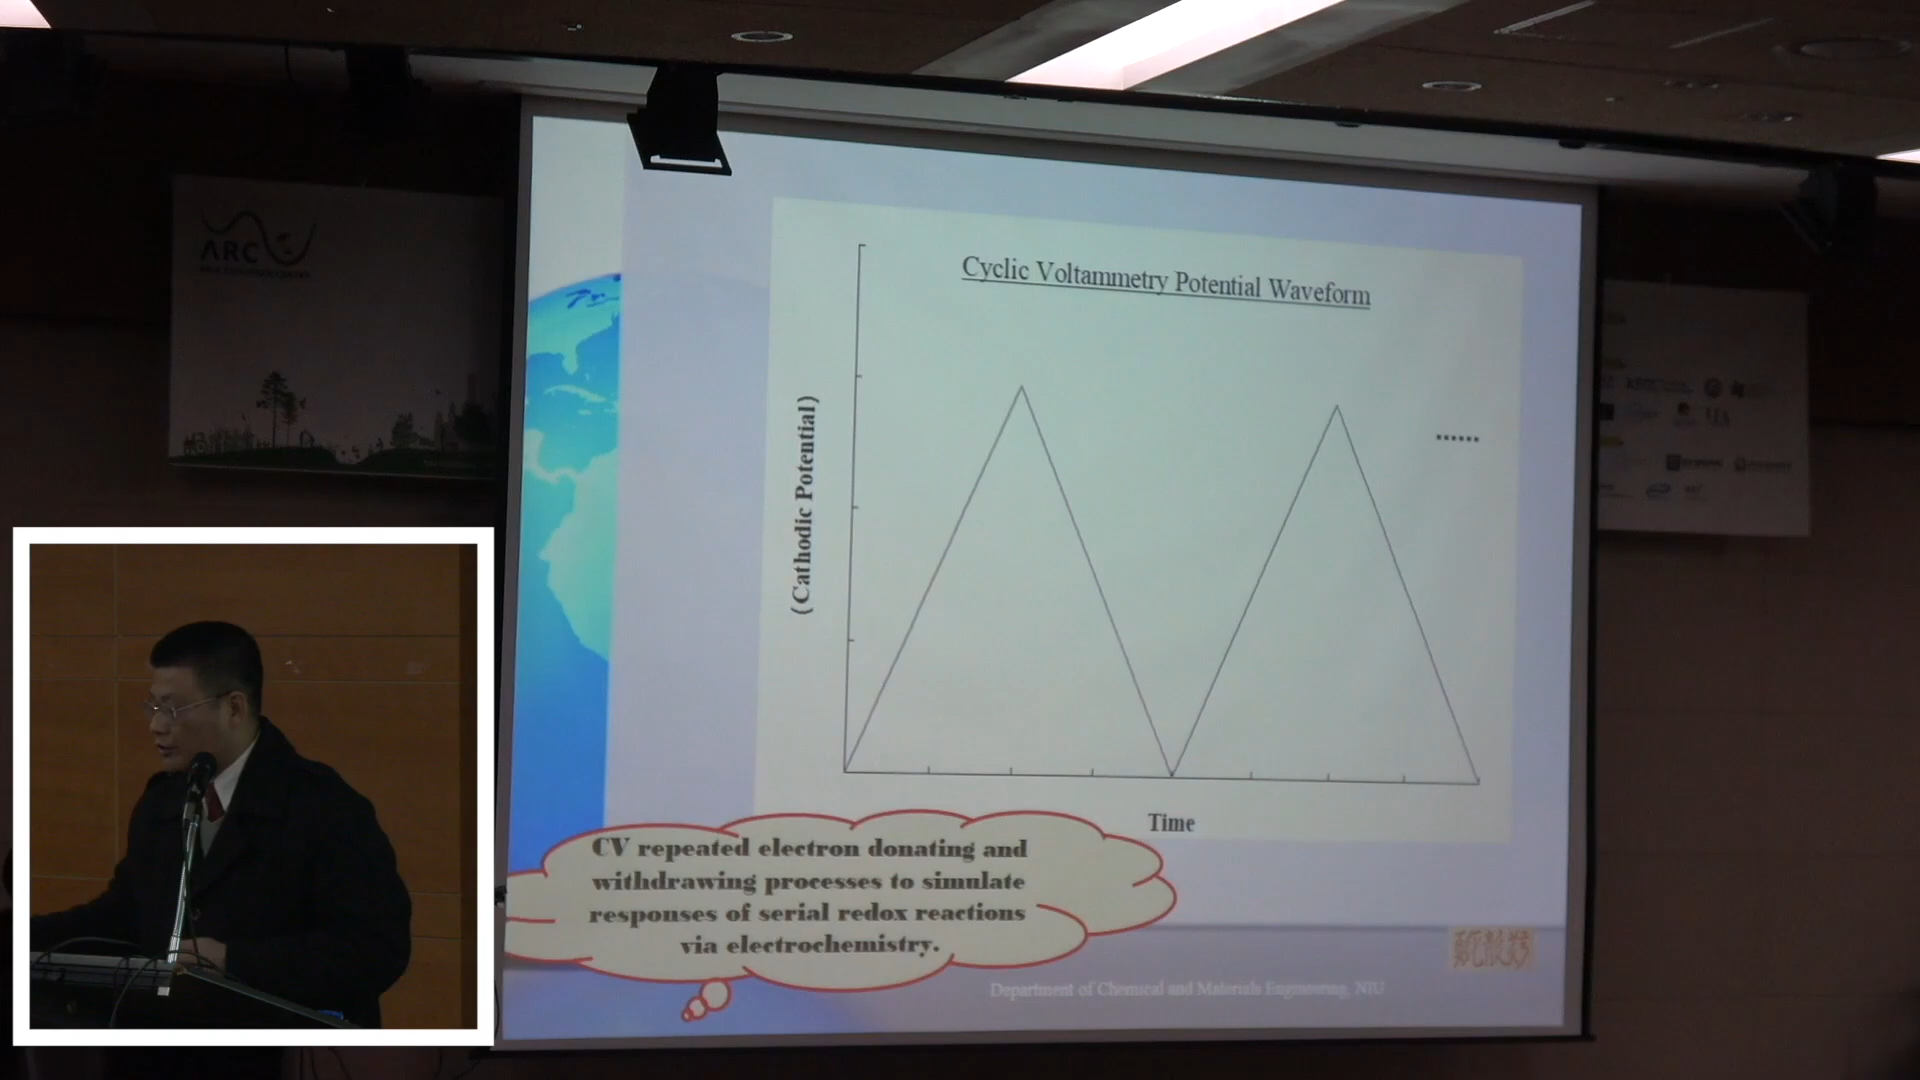 ARC
Cyclic Voltammetry Potential Waveform
(Cathodic Potential)
......
Time
CV repeated electron donating and
withdrawing processes to simulate
responses of serial redox reactions
via electrochemistry.
Department of Chemical and Materials Engineering, NIU